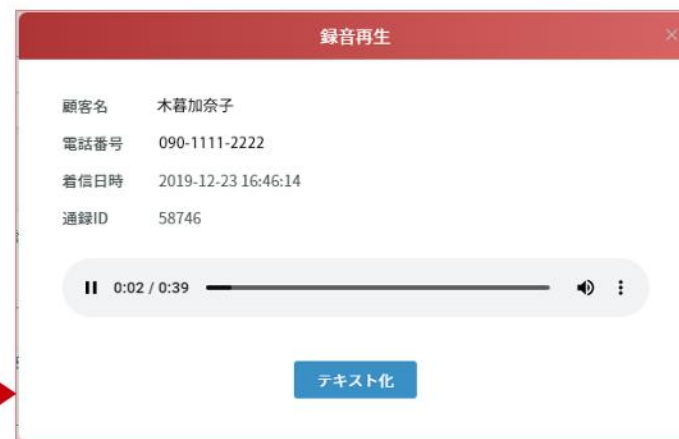 録音再生
顧客名 木暮加奈子
電話番号 090-1111-2222
着信日時 2019-12-23 16:46:14
通録ID 58746
0:02 / 0:39
テキスト化